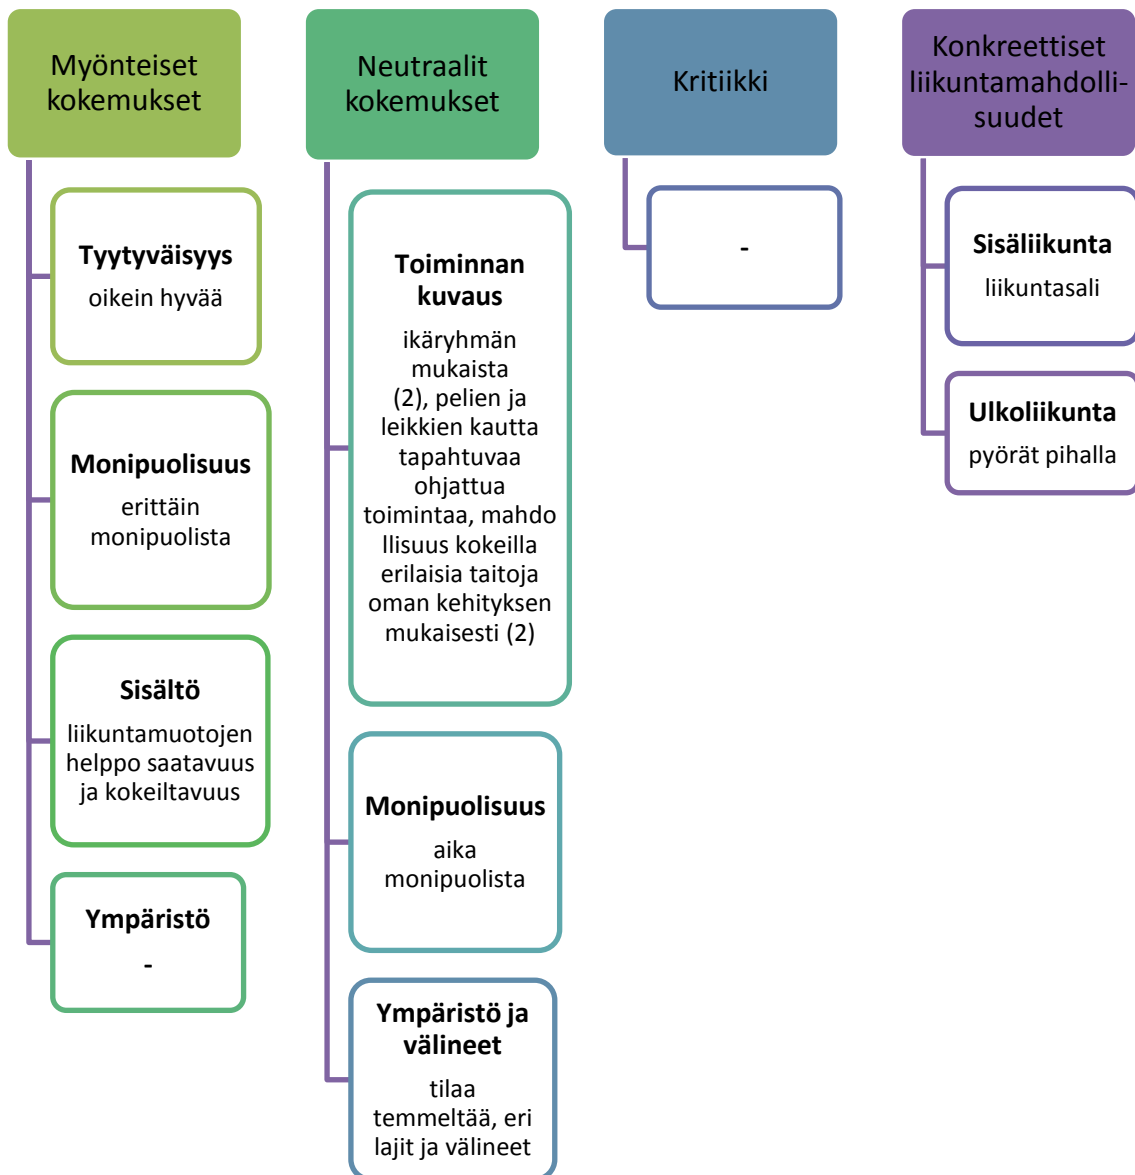 Myönteiset
kokemukset
Tyytyväisyys
oikein hyvää
Monipuolisuus
erittäin
monipuolista
Sisältö
liikuntamuotojen
helppo saatavuus
ja kokeiltavuus
Ympäristö
-
Neutraalit
kokemukset
Toiminnan
kuvaus
ikäryhmän
mukaista
(2), pelien ja
leikkien kautta
tapahtuvaa
ohjattua
toimintaa, mahdo
llisuus kokeilla
erilaisia taitoja
oman kehityksen
mukaisesti (2)
Monipuolisuus
aika
monipuolista
Ympäristö ja
välineet
tilaa
temmeltää, eri
lajit ja välineet
Kritiikki
-
Konkreettiset
liikuntamahdolli-
suudet
Sisäliikunta
liikuntasali
Ulkoliikunta
pyörät pihalla